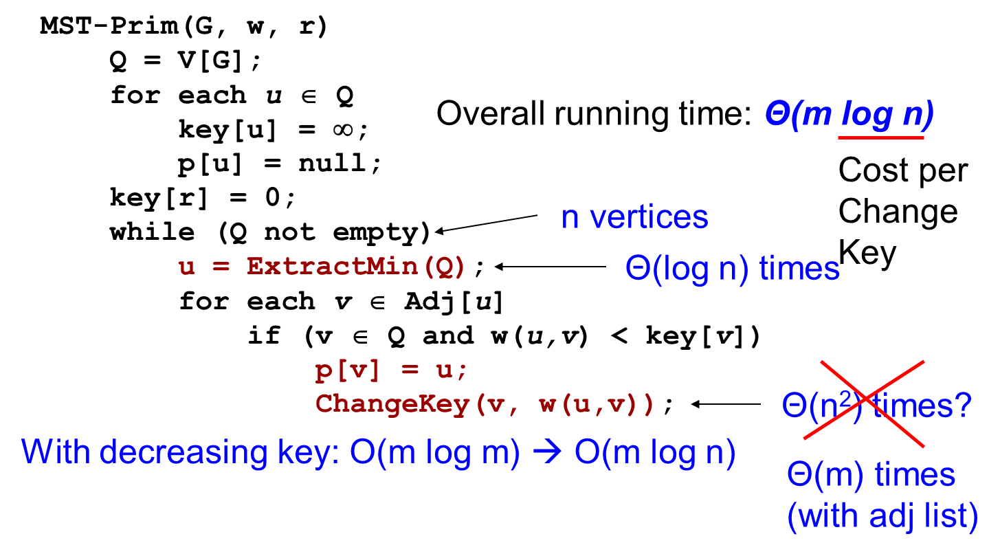 MST-Prim(G, w, r)
Q = V[G];
for each u ∈ Q
key[u] = ∞;
p[u] = null;
key[r] = 0;
while (Q not empty)
u = ExtractMin(Q);
for each v ∈ Adj[u]
if (v ∈ Q and w(u,v) < key[v])
p[v] = u;
ChangeKey(v, w(u,v));
Overall running time: Θ(m log n)
Cost per
Change
Key
n vertices
Θ(log n) times
Θ(n²) times?
Θ(m) times
(with adj list)
With decreasing key: O(m log m) → O(m log n)